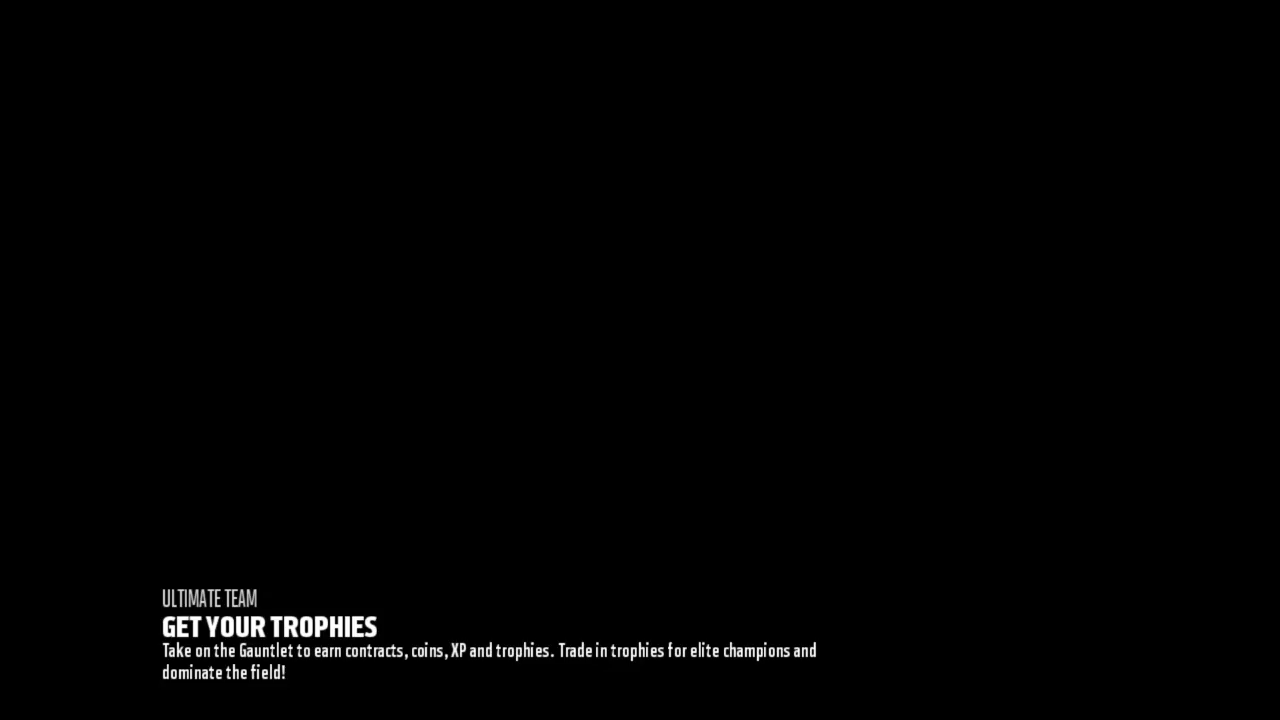 ULTIMATE TEAM
GET YOUR TROPHIES
Take on the Gauntlet to earn contracts, coins, XP and trophies. Trade in trophies for elite champions and
dominate the field!